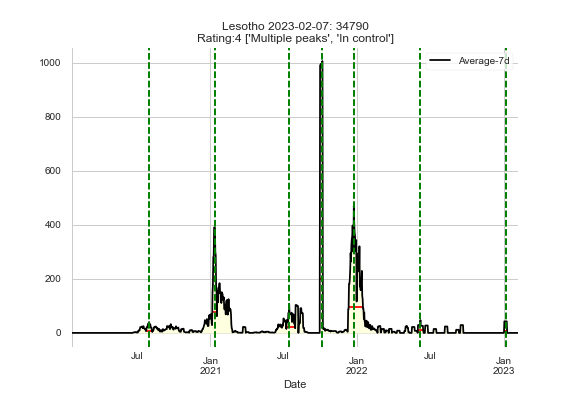 Lesotho 2023-02-07: 34790
Rating:4 ['Multiple peaks', 'In control']
Average-7d
1000
800
600
400
200
0
Jul
Jan
2021
Jul
Jan
2022
Jul
Jan
2023
Date